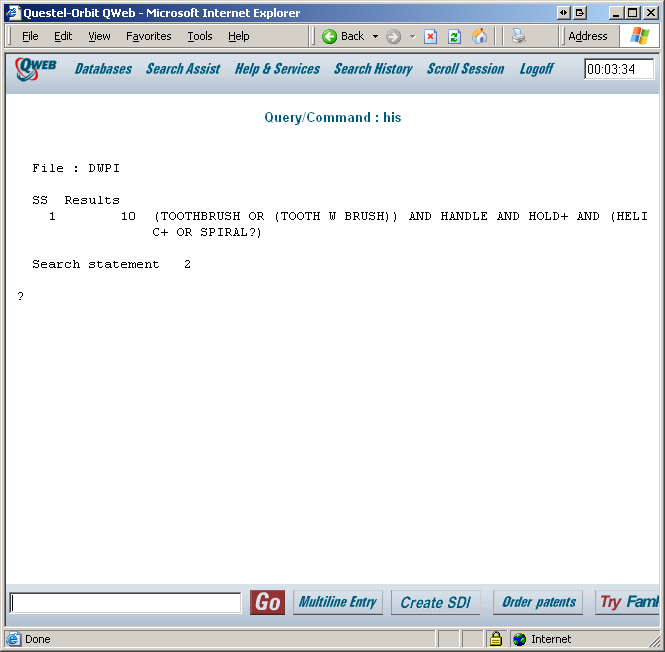 Questel-Orbit QWeb - Microsoft Internet Explorer
File Edit View Favorites Tools Help Back Address
QWEB Databases Search Assist Help & Services Search History Scroll Session Logoff 00:03:34
Query/Command : his
File : DWPI
SS Results
1 10 (TOOTHBRUSH OR (TOOTH W BRUSH)) AND HANDLE AND HOLD+ AND (HELI
C+ OR SPIRAL?)
Search statement 2
?
Go Multiline Entry Create SDI Order patents Try Faml
Done Internet